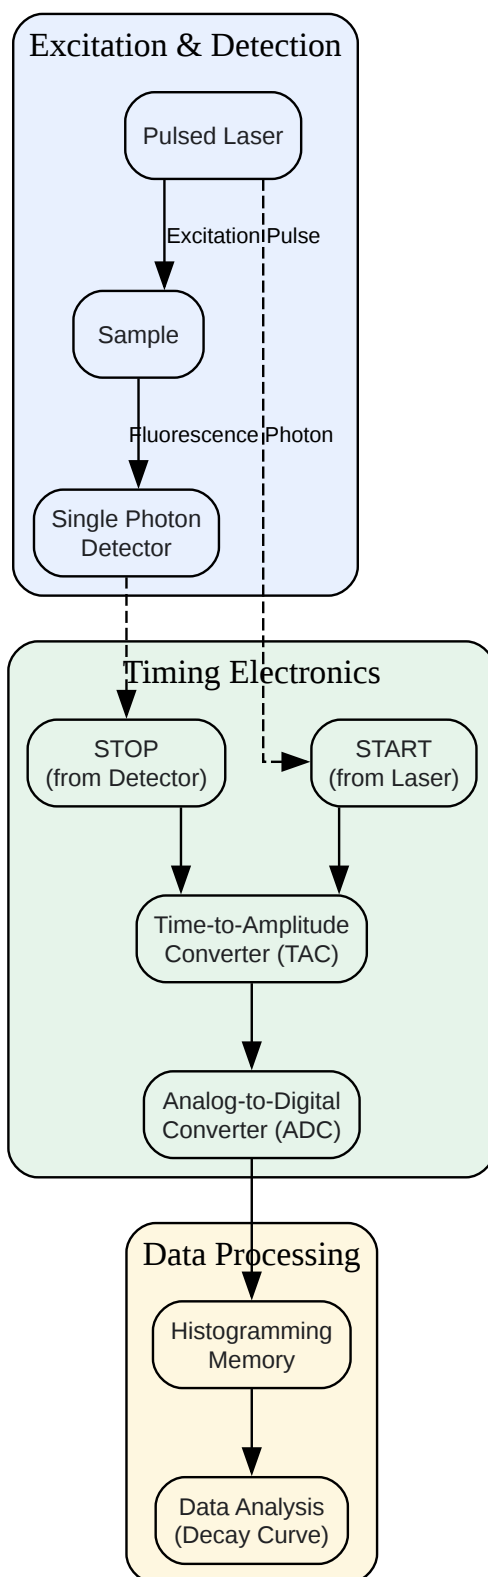 Excitation & Detection
Pulsed Laser
Excitation Pulse
Sample
Fluorescence Photon
Single Photon
Detector
Timing Electronics
STOP
(from Detector)
START
(from Laser)
Time-to-Amplitude
Converter (TAC)
Analog-to-Digital
Converter (ADC)
Data Processing
Histogramming
Memory
Data Analysis
(Decay Curve)